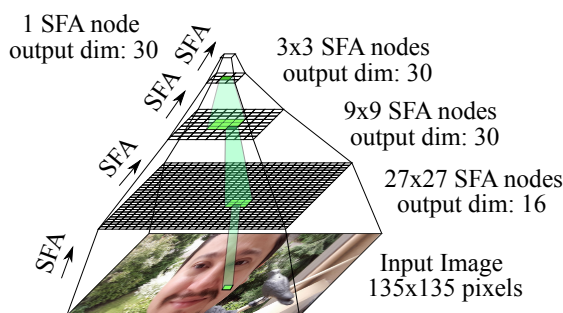 1 SFA node
output dim: 30
SFA
3x3 SFA nodes
output dim: 30
SFA
9x9 SFA nodes
output dim: 30
SFA
27x27 SFA nodes
output dim: 16
SFA
Input Image
135x135 pixels